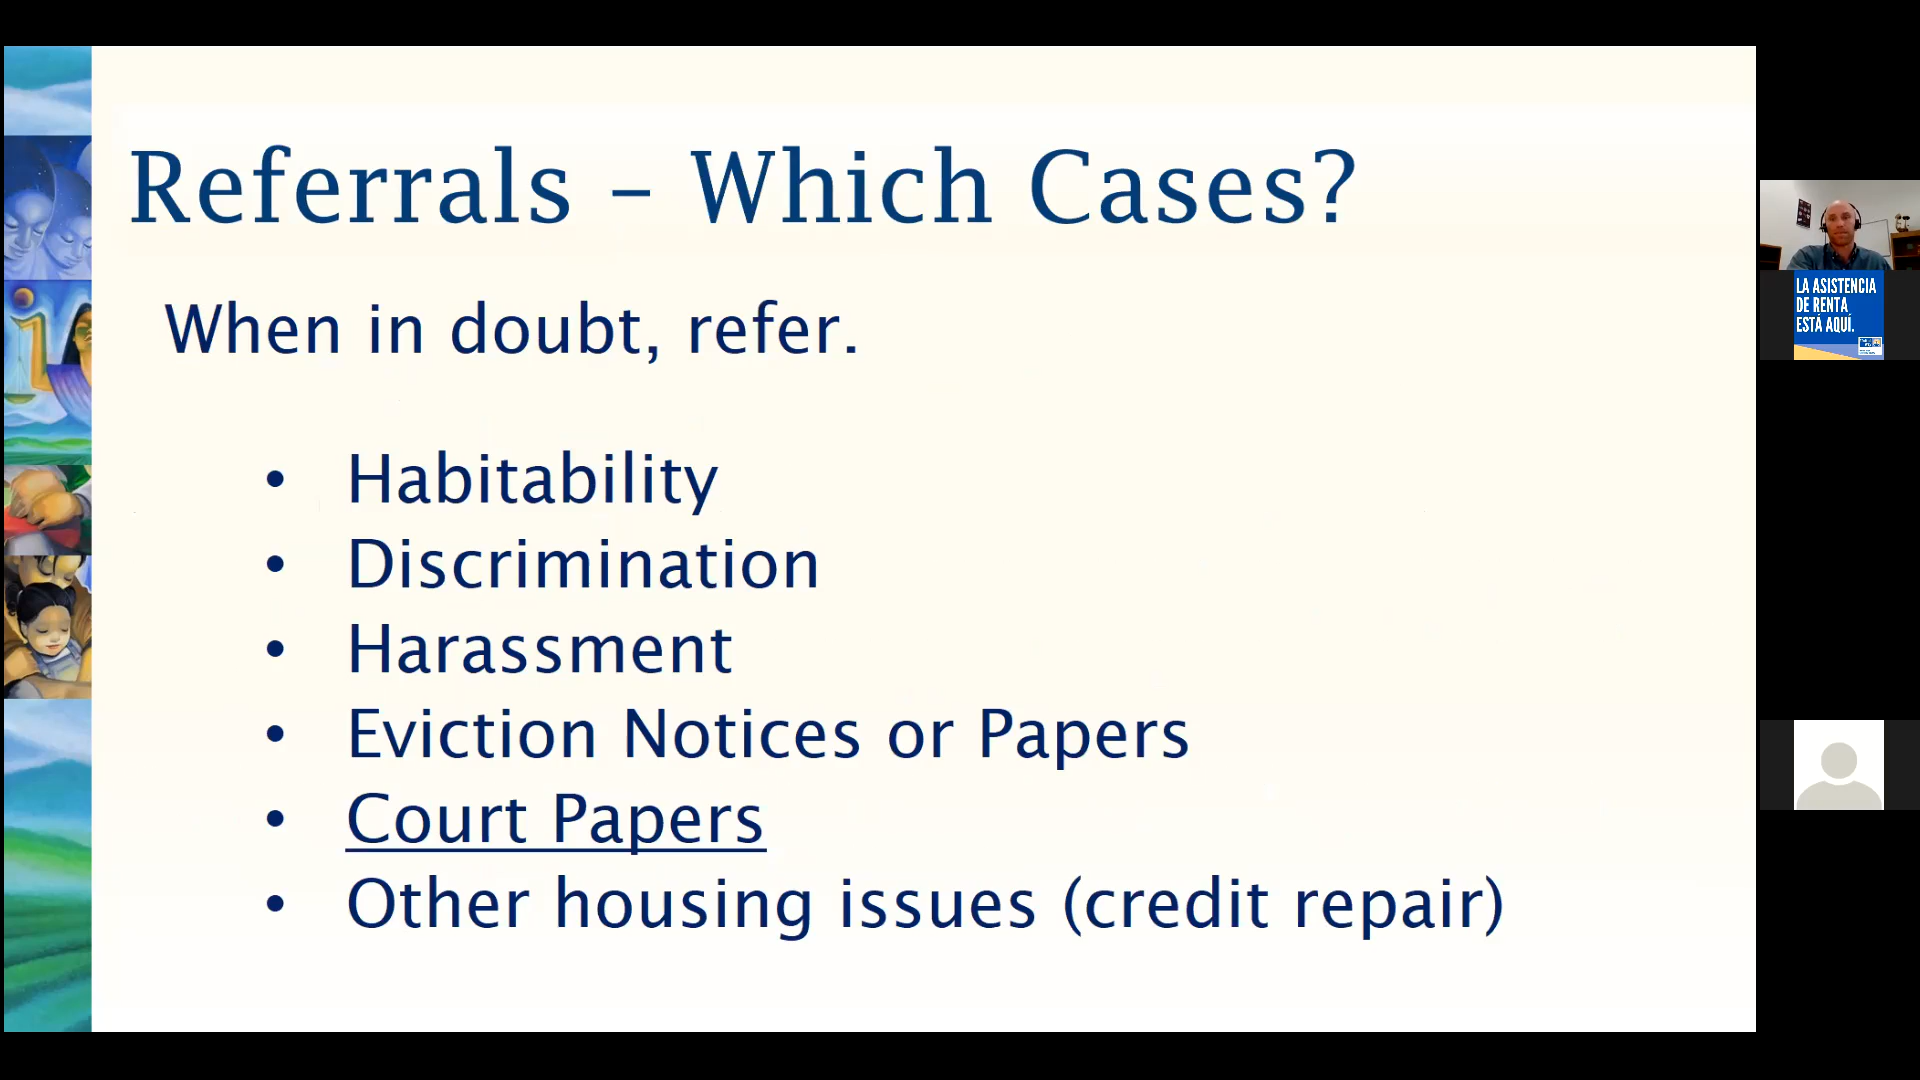 Referrals – Which Cases?
When in doubt, refer.
• Habitability
• Discrimination
• Harassment
• Eviction Notices or Papers
• Court Papers
• Other housing issues (credit repair)
LA ASISTENCIA
DE RENTA
ESTÁ AQUÍ.